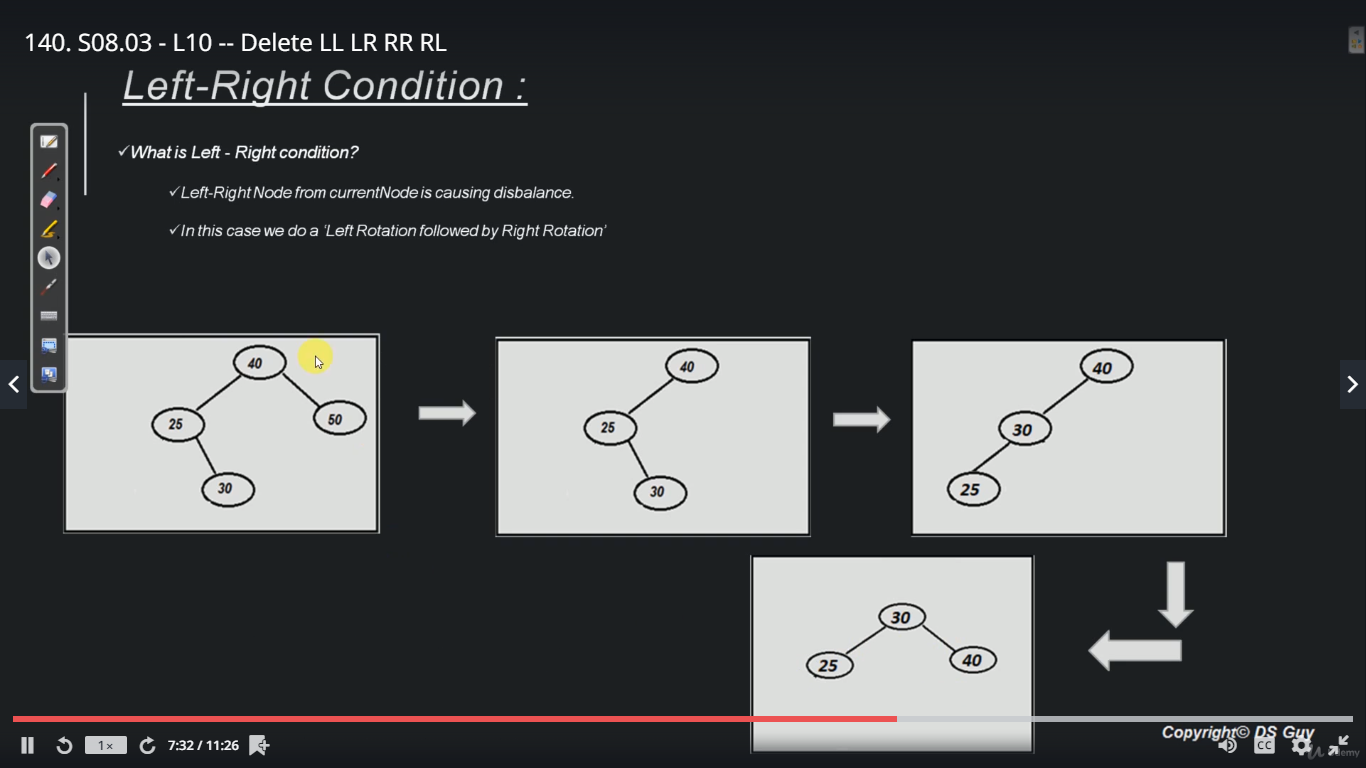 140. S08.03 - L10 -- Delete LL LR RR RL
Left-Right Condition :
✓What is Left - Right condition?
✓Left-Right Node from currentNode is causing disbalance.
✓In this case we do a ‘Left Rotation followed by Right Rotation’
40
25
50
30
40
25
30
40
30
25
30
25
40
Copyright© DS Guy
1×
7:32 / 11:26
CC